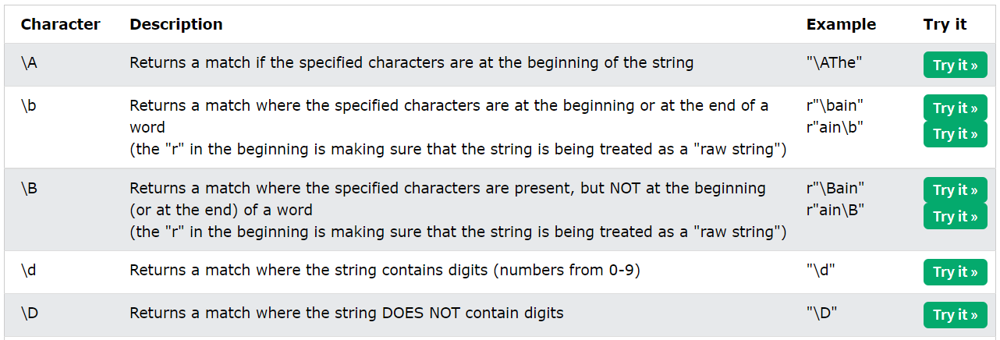 Character Description Example Try it
\A Returns a match if the specified characters are at the beginning of the string "\AThe" Try it »
\b Returns a match where the specified characters are at the beginning or at the end of a r"\bain" Try it »
word r"ain\b" Try it »
(the "r" in the beginning is making sure that the string is being treated as a "raw string")
\B Returns a match where the specified characters are present, but NOT at the beginning r"\Bain" Try it »
(or at the end) of a word r"ain\B" Try it »
(the "r" in the beginning is making sure that the string is being treated as a "raw string")
\d Returns a match where the string contains digits (numbers from 0-9) "\d" Try it »
\D Returns a match where the string DOES NOT contain digits "\D" Try it »